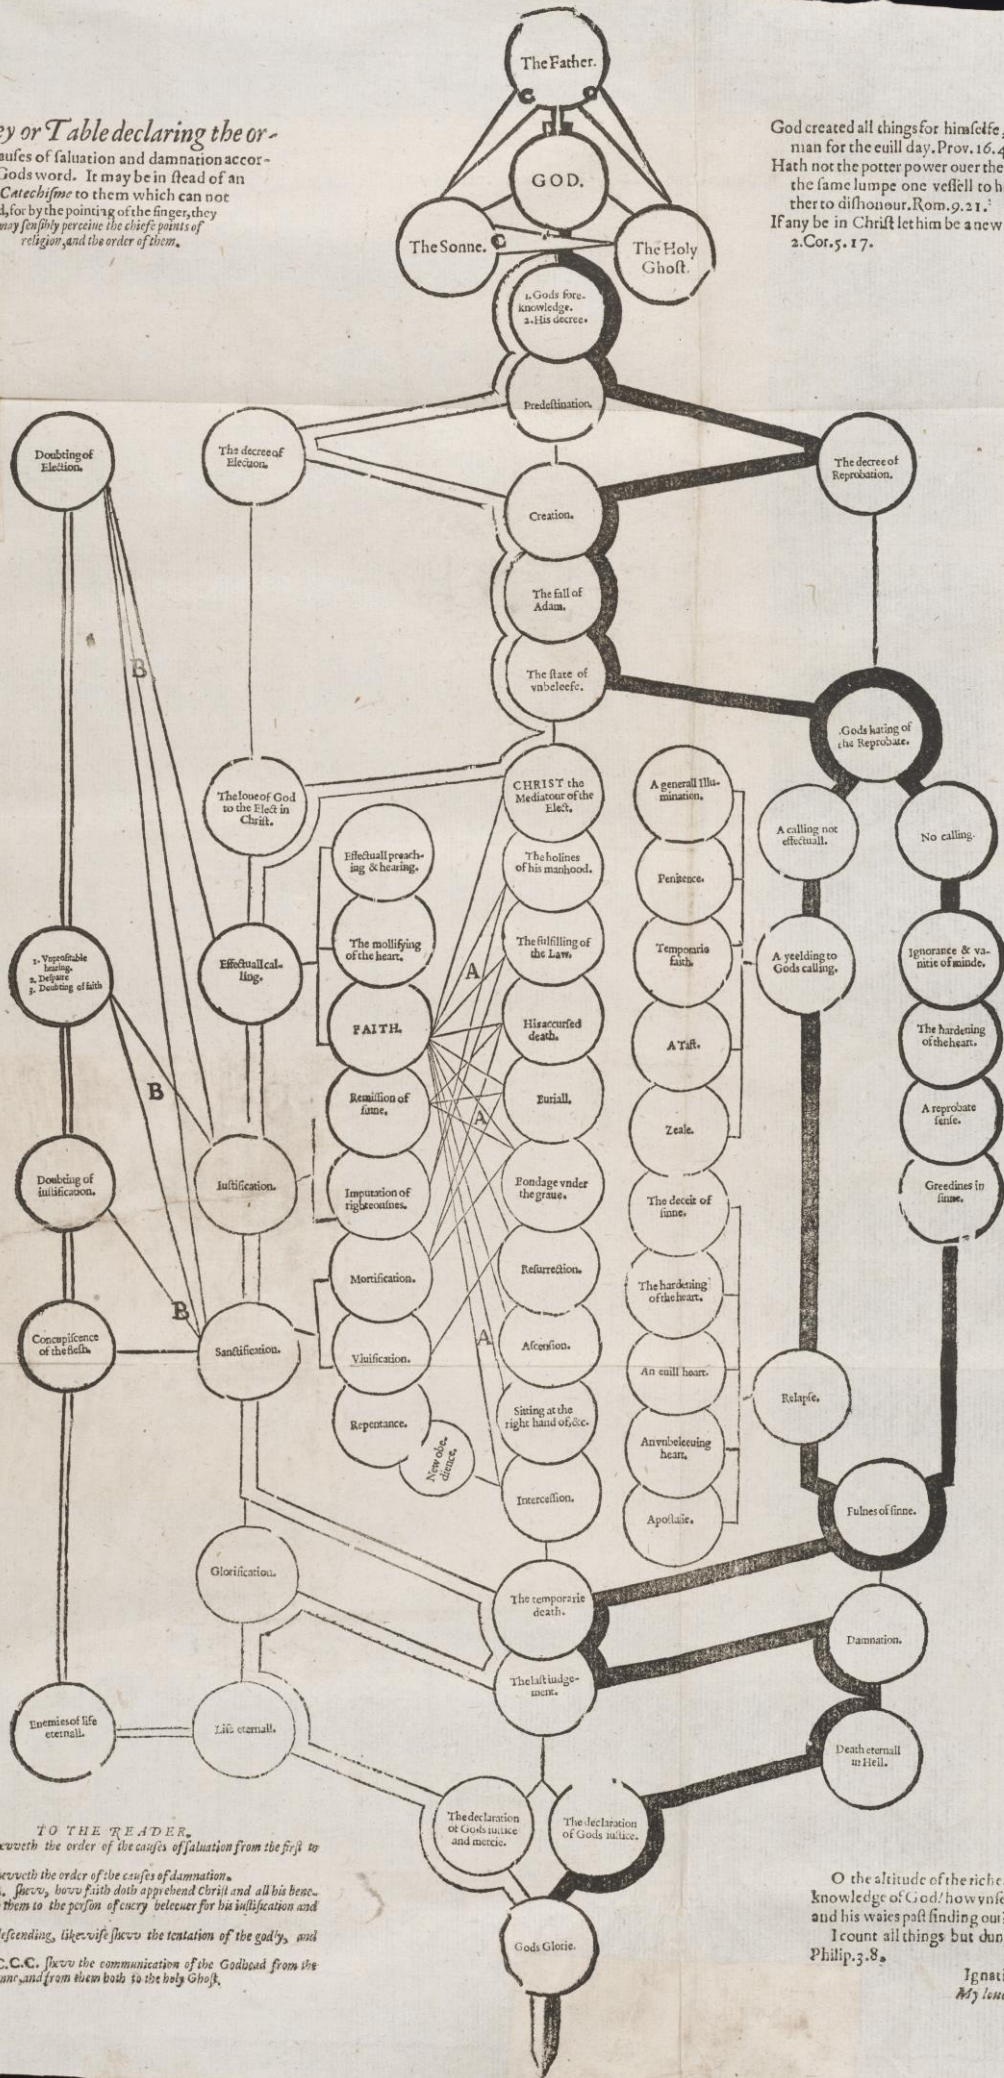 The Father.
C
C
ey or Table declaring the or-
auses of saluation and damnation accor-
Gods word. It may be in stead of an
Catechisme to them which can not
d, for by the pointing of the finger, they
may sensibly perceiue the chiefe points of
religion, and the order of them.
God created all things for himselfe,
man for the euill day. Prov. 16.4
Hath not the potter power ouer the
the same lumpe one vessell to h
ther to dishonour. Rom. 9.21.
If any be in Christ let him be a new
2. Cor. 5. 17.
GOD.
The Sonne.
C
The Holy
Ghost.
1. Gods fore-
knowledge.
2. His decree.
Predestination.
Doubting of
Election.
The decree of
Election.
The decree of
Reprobation.
Creation.
The fall of
Adam.
The state of
vnbeleefe.
B
Gods hating of
the Reprobate.
The loue of God
to the Elect in
Christ.
CHRIST the
Mediatour of the
Elect.
A generall Illu-
mination.
A calling not
effectuall.
No calling.
Effectuall preach-
ing & hearing.
The holines
of his manhood.
Penitence.
1. Vnprofitable
hearing.
2. Despaire
3. Doubting of faith
Effectuall cal-
ling.
The mollifying
of the heart.
A
The fulfilling of
the Law.
Temporarie
faith.
A yeelding to
Gods calling.
Ignorance & va-
nitie of minde.
FAITH.
His accursed
death.
A Tast.
The hardening
of the heart.
B
Remission of
sinne.
A
Buriall.
Zeale.
A reprobate
sense.
Doubting of
iustification.
Iustification.
Imputation of
righteousnes.
Bondage vnder
the graue.
The deceit of
sinne.
Greedines in
sinne.
Mortification.
Resurrection.
The hardening
of the heart.
B
Concupiscence
of the flesh.
Sanctification.
Viuification.
A
Ascension.
An euill heart.
Relapse.
Repentance.
New obe-
dience.
Sitting at the
right hand of, &c.
An vnbeleeuing
heart.
Intercession.
Apostasie.
Fulnes of sinne.
Glorification.
The temporarie
death.
Damnation.
The last iudge-
ment.
Enemies of life
eternall.
Life eternall.
Death eternall
in Hell.
The declaration
of Gods iustice
and mercie.
The declaration
of Gods iustice.
TO THE READER.
evveth the order of the causes of saluation from the first to
evveth the order of the causes of damnation.
. shevv, hovv faith doth apprehend Christ and all his bene-
them to the person of euery beleeuer for his iustification and
descending, likevvise shevv the tentation of the godly, and
C.C.C. shevv the communication of the Godhead from the
nne, and from them both to the holy Ghost.
O the altitude of the riche
knowledge of God! how vnse
and his waies past finding out
I count all things but dun
Philip. 3.8.
Ignati
My loue
Gods Glorie.